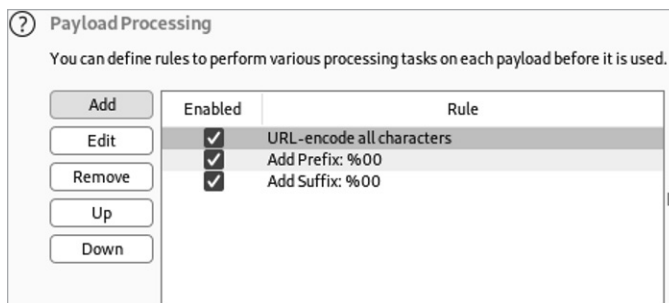 ? Payload Processing
You can define rules to perform various processing tasks on each payload before it is used.
Add
Enabled Rule
Edit
URL-encode all characters
Add Prefix: %00
Remove
Add Suffix: %00
Up
Down